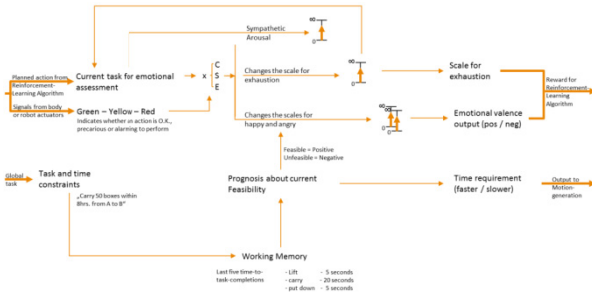 Sympathetic
Arousal
∞
0
Planned action from
Reinforcement-
Learning Algorithm
Current task for emotional
assessment
x
C
S
E
Changes the scale for
exhaustion
∞
0
Scale for
exhaustion
Reward for
Reinforcement-
Learning
Algorithm
Signals from body
or robot actuators
Green – Yellow – Red
Indicates whether an action is O.K.,
precarious or alarming to perform
Changes the scales for
happy and angry
∞
∞
0
Emotional valence
output (pos / neg)
Feasible = Positive
Unfeasible = Negative
Global
task
Task and time
constraints
„Carry 50 boxes within
8hrs. from A to B“
Prognosis about current
Feasibility
Time requirement
(faster / slower)
Output to
Motion-
generation
Working Memory
Last five time-to-
task-completions
- Lift - 5 seconds
- carry - 20 seconds
- put down - 5 seconds